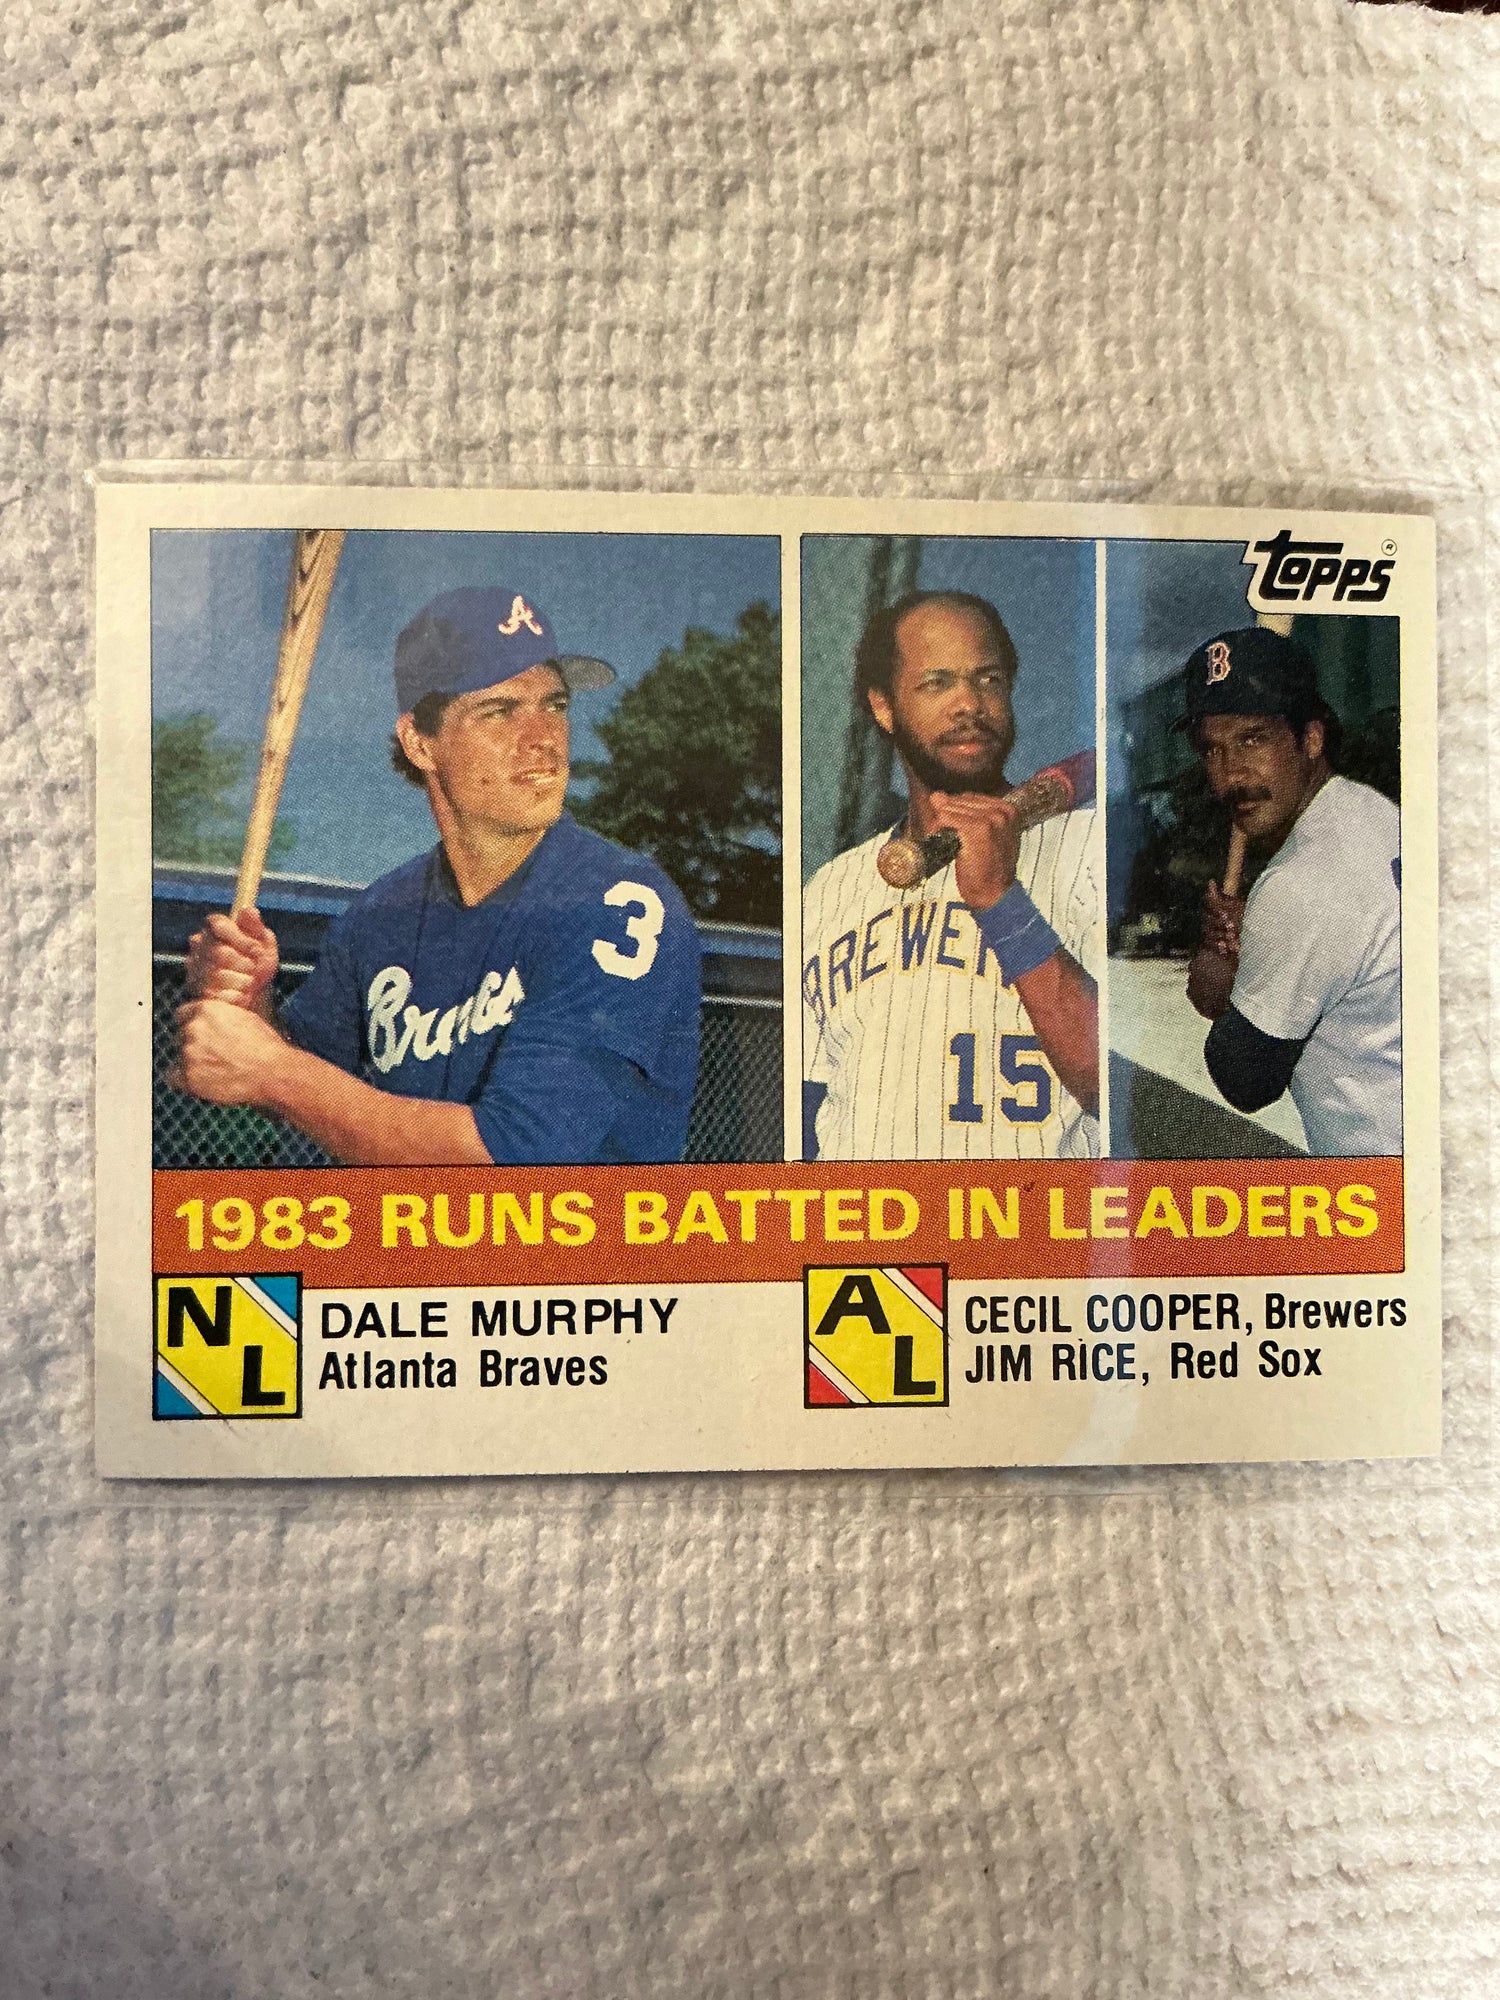 topps ®
A
B
3
Braves
BREWE
15
1983 RUNS BATTED IN LEADERS
NL
DALE MURPHY
Atlanta Braves
AL
CECIL COOPER, Brewers
JIM RICE, Red Sox